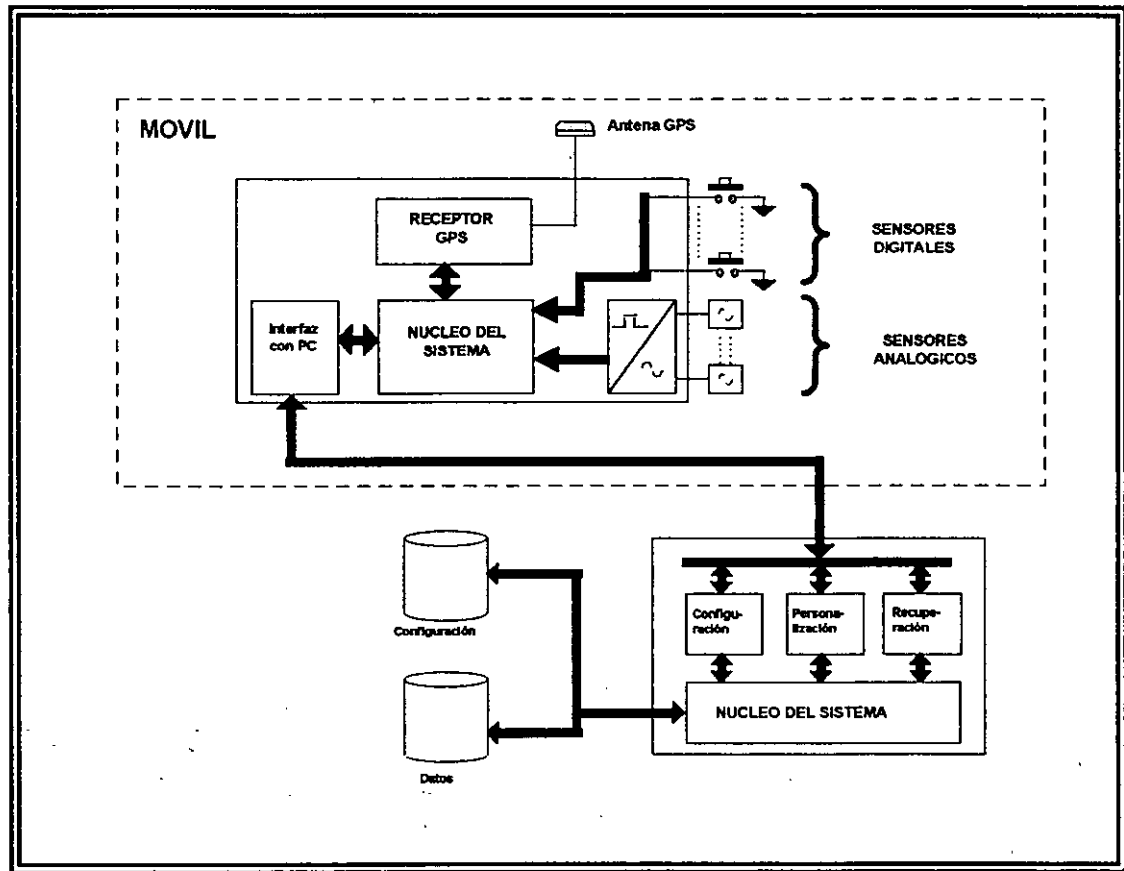 MOVIL
Antena GPS
RECEPTOR
GPS
SENSORES
DIGITALES
Interfaz
con PC
NUCLEO DEL
SISTEMA
SENSORES
ANALOGICOS
Configu-
ración
Persona-
lización
Recupe-
ración
Configuración
NUCLEO DEL SISTEMA
Datos